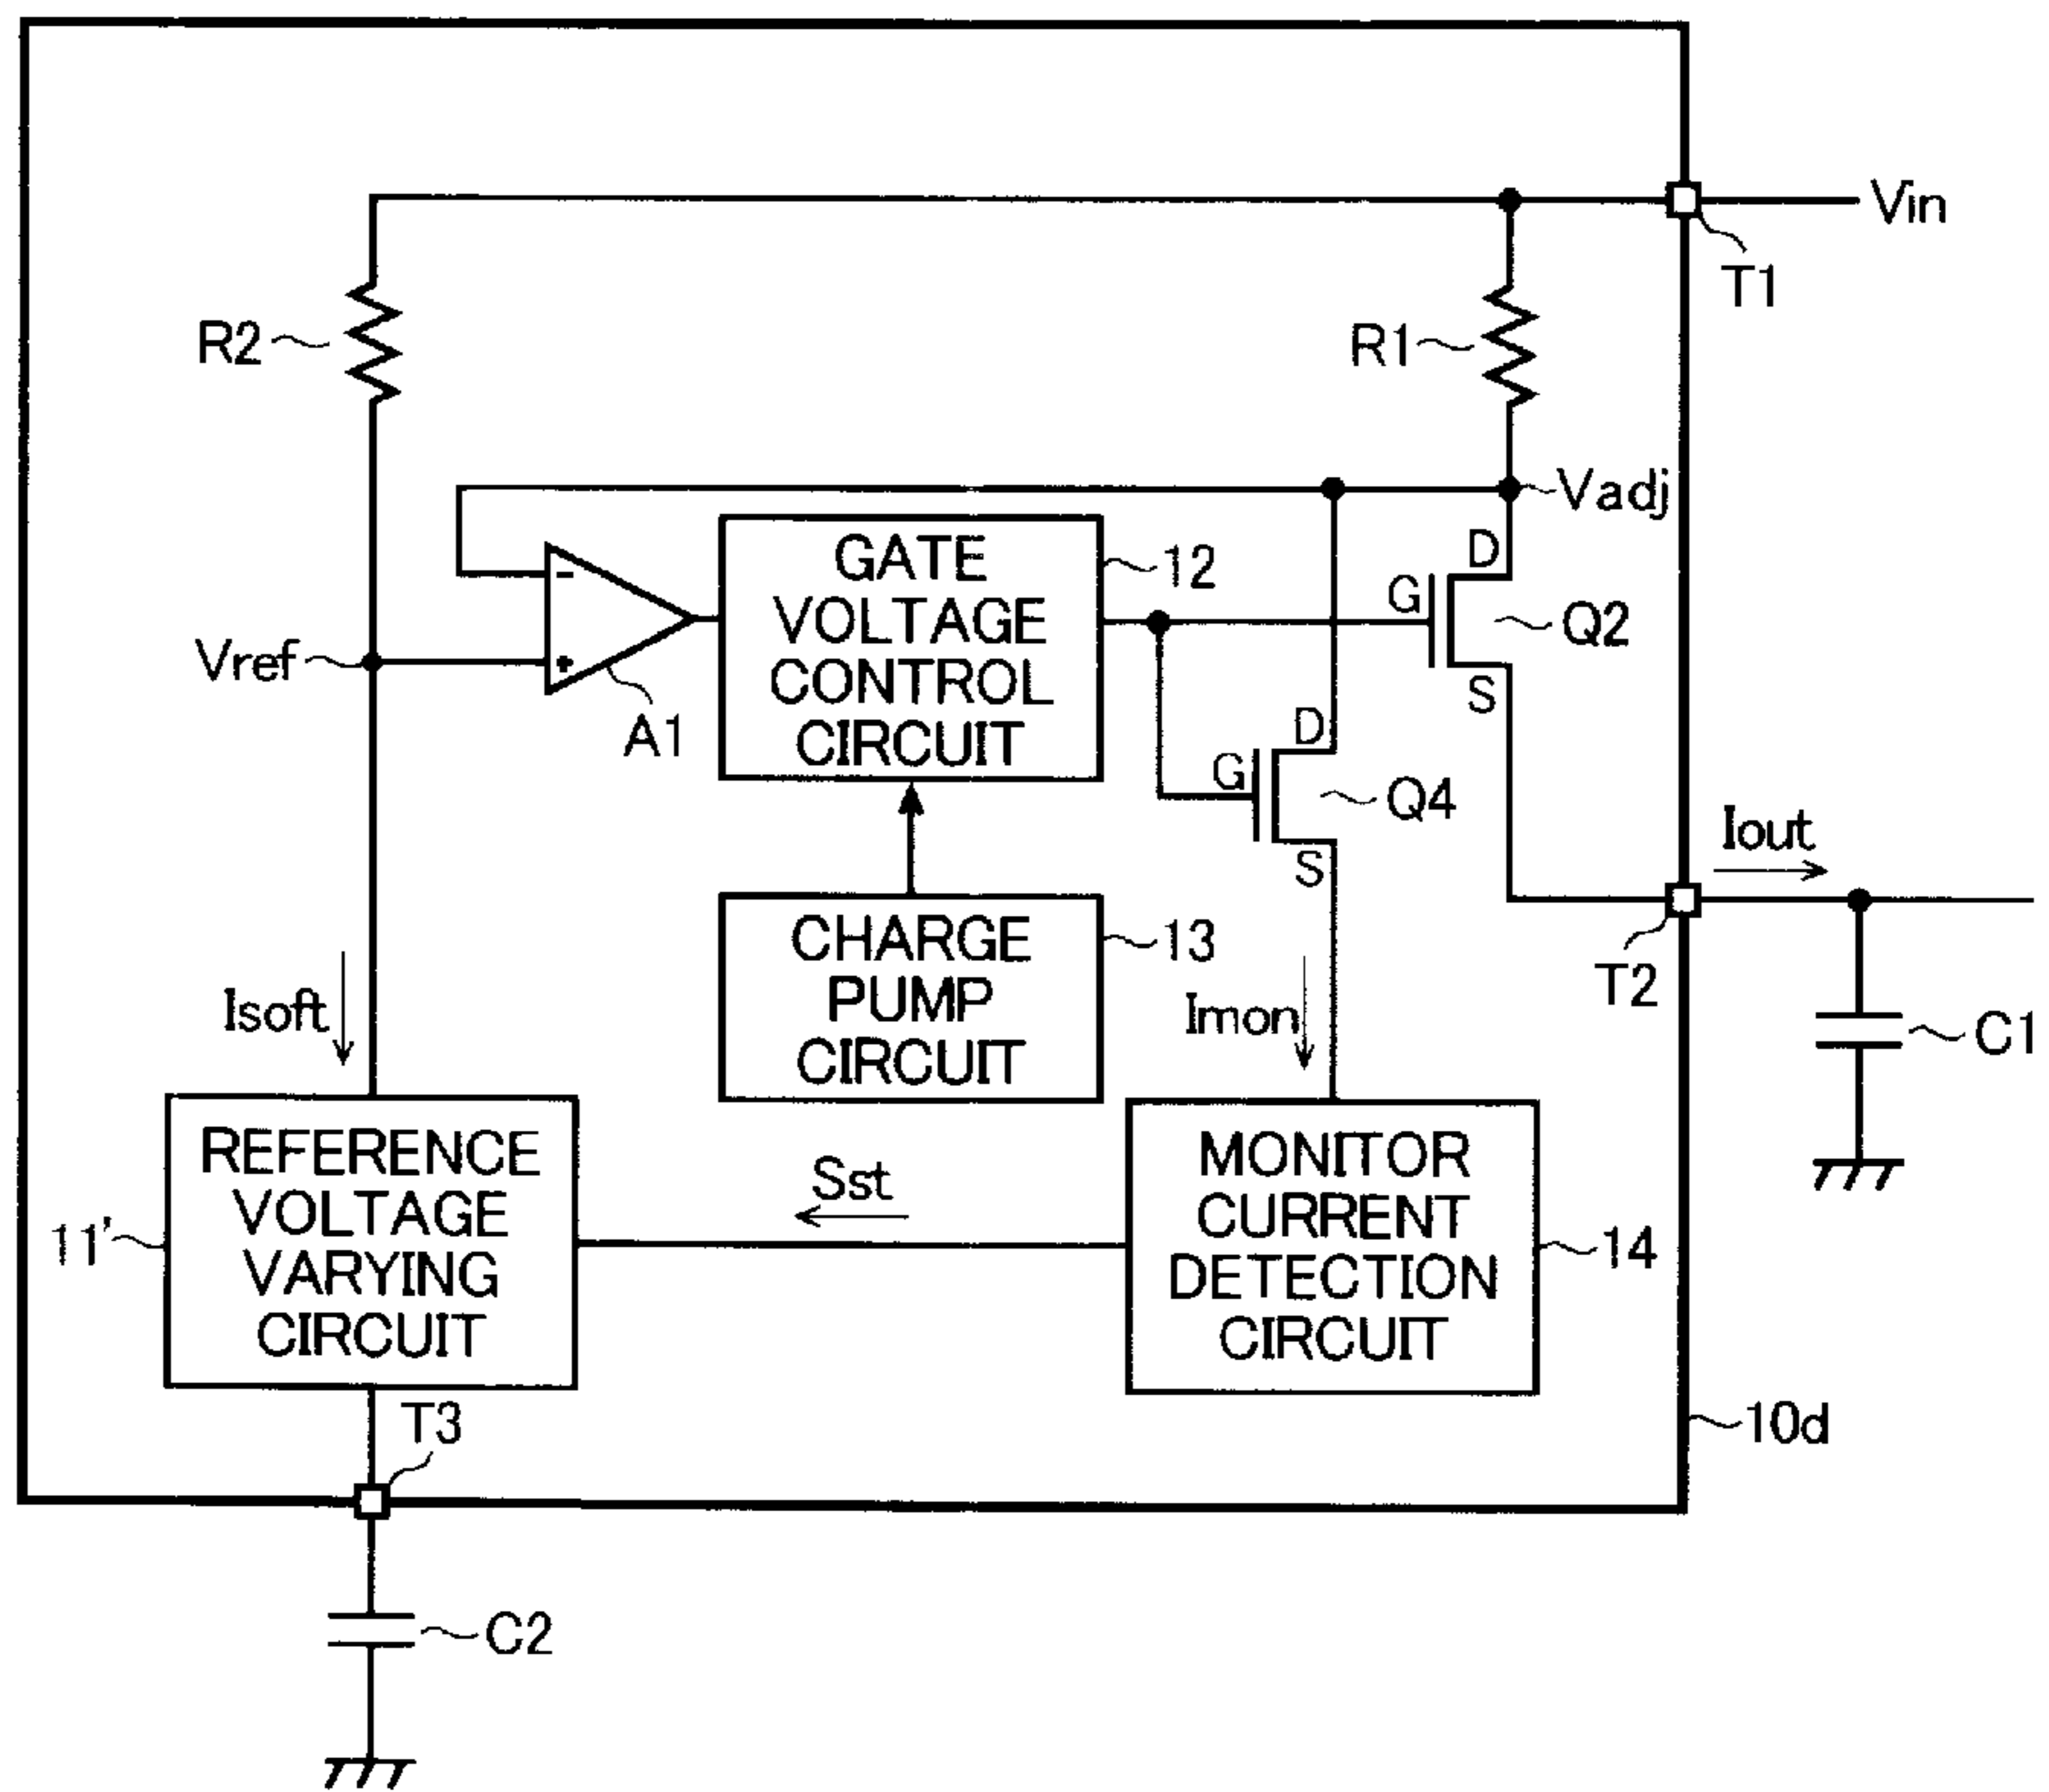 Vin
T1
R2
R1
Vadj
GATE
VOLTAGE
CONTROL
CIRCUIT
12
D
G
Q2
S
-
+
Vref
A1
D
G
Q4
S
Iout
T2
C1
CHARGE
PUMP
CIRCUIT
13
Isoft
Imon
REFERENCE
VOLTAGE
VARYING
CIRCUIT
11'
Sst
MONITOR
CURRENT
DETECTION
CIRCUIT
14
10d
T3
C2